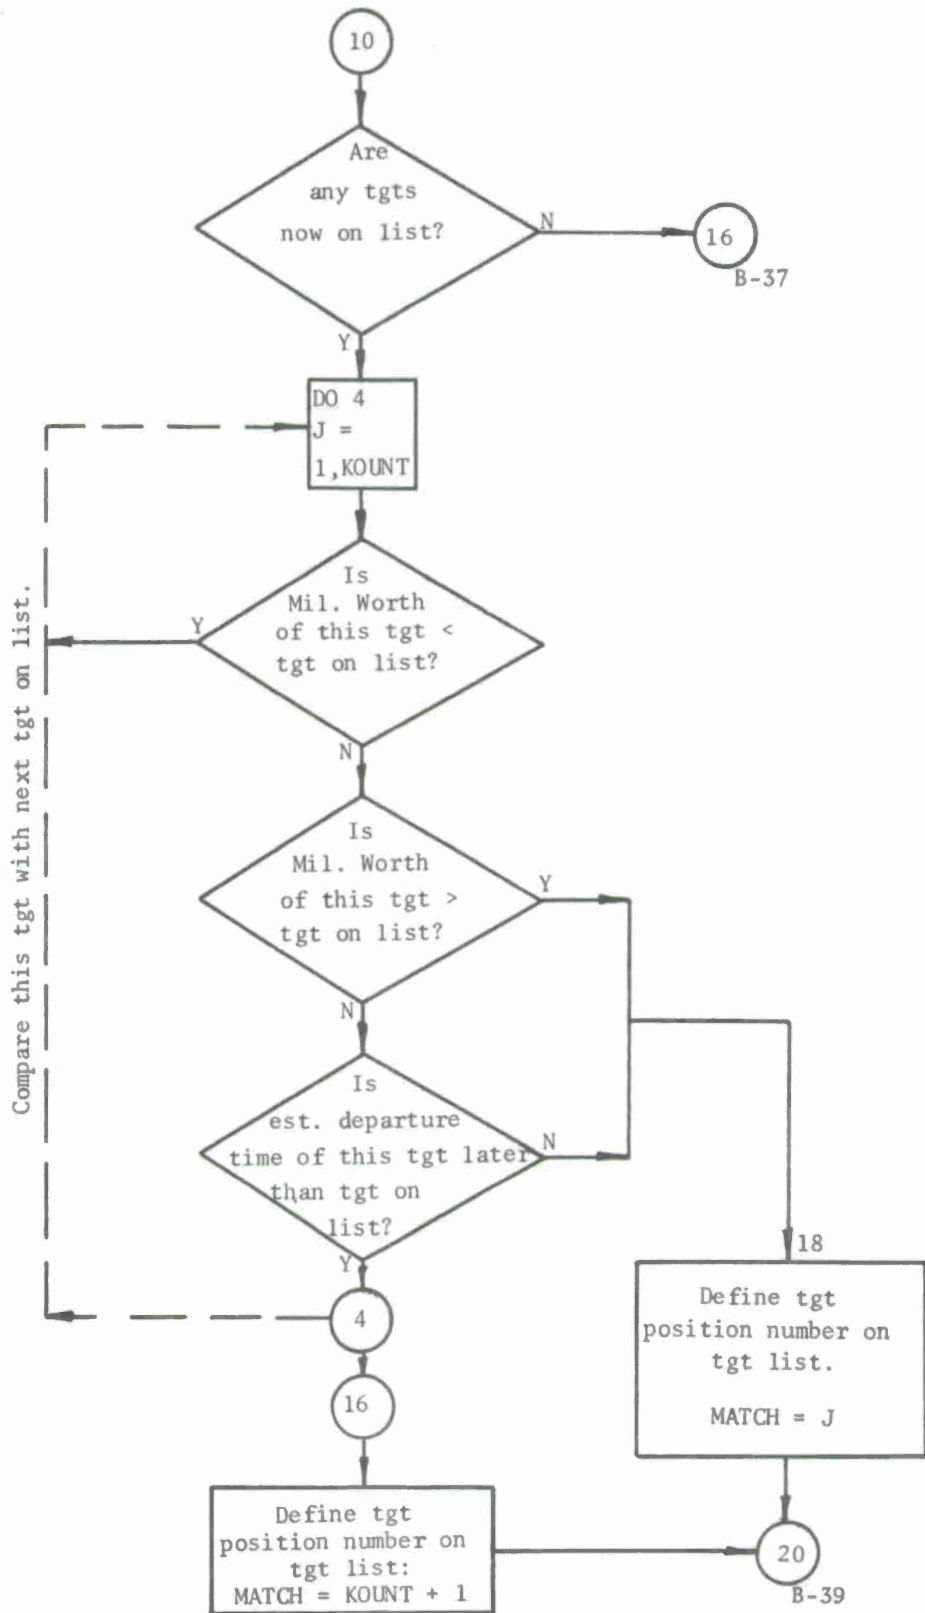 10
Are
any tgts
now on list?
N
16
B-37
Y
DO 4
J =
1,KOUNT
Compare this tgt with next tgt on list.
Is
Mil. Worth
of this tgt <
tgt on list?
Y
N
Is
Mil. Worth
of this tgt >
tgt on list?
Y
N
Is
est. departure
time of this tgt later
than tgt on
list?
N
Y
4
18
Define tgt
position number on
tgt list.
MATCH = J
16
Define tgt
position number on
tgt list:
MATCH = KOUNT + 1
20
B-39